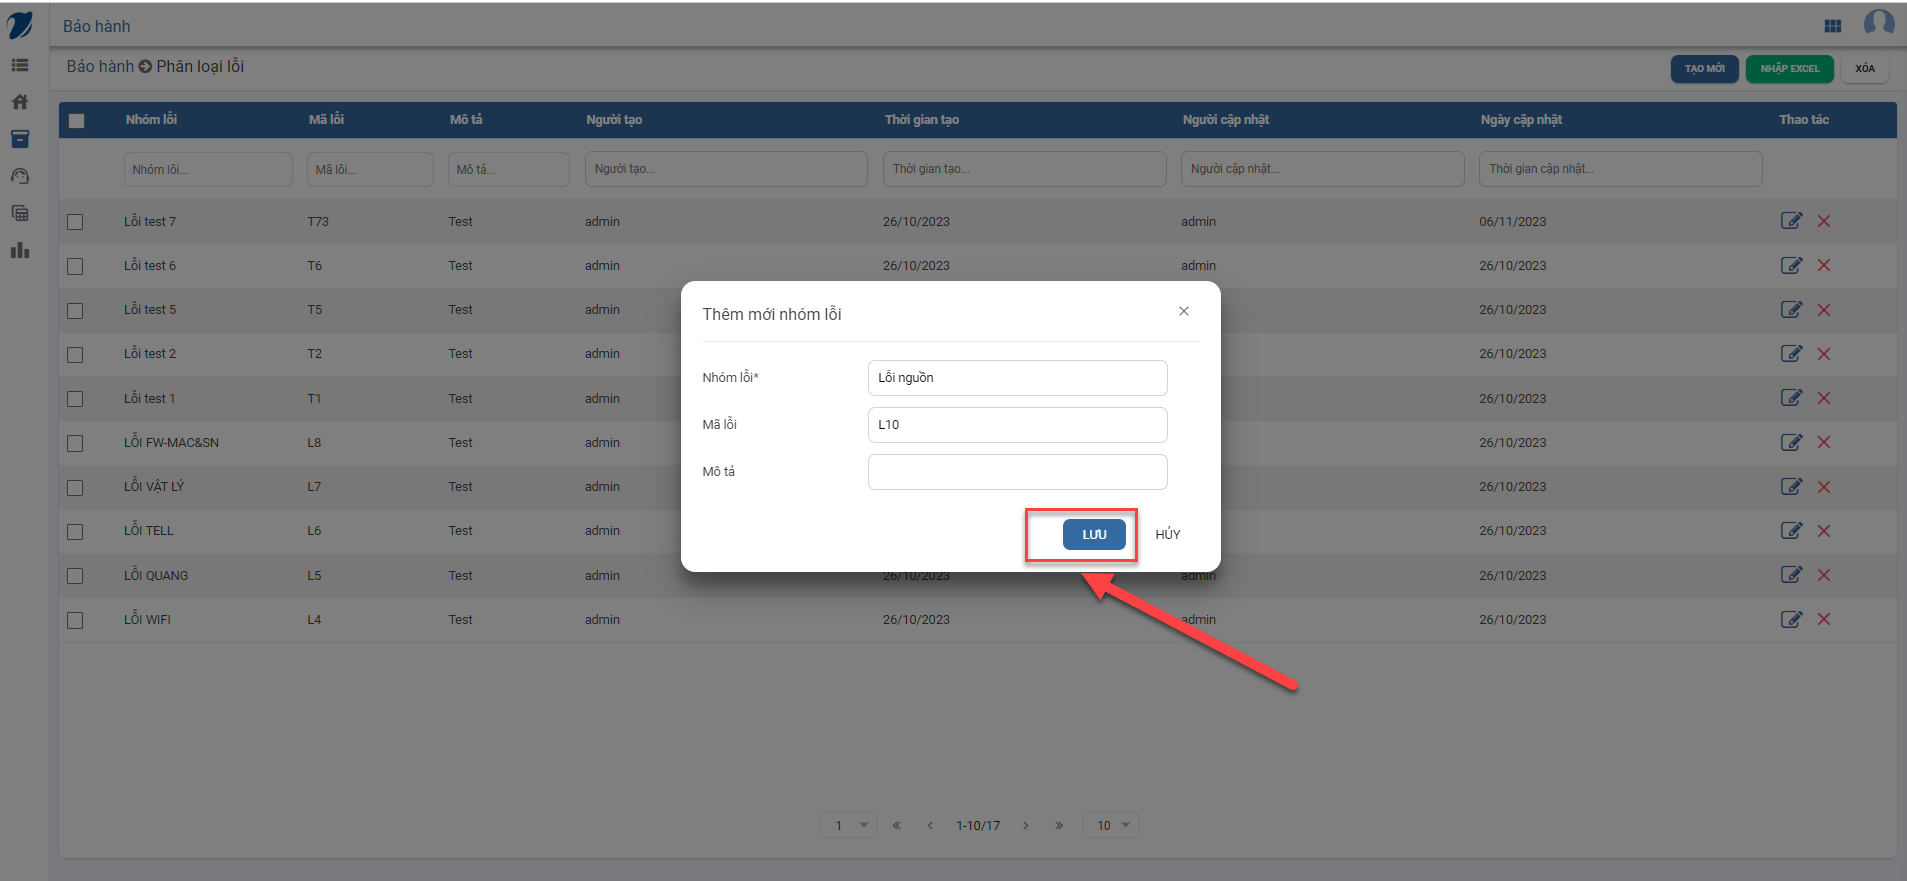 Bảo hành
Bảo hành Phân loại lỗi
TẠO MỚI NHẬP EXCEL XÓA
Nhóm lỗi Mã lỗi Mô tả Người tạo Thời gian tạo Người cập nhật Ngày cập nhật Thao tác
Nhóm lỗi... Mã lỗi... Mô tả... Người tạo... Thời gian tạo... Người cập nhật... Thời gian cập nhật...
Lỗi test 7 T73 Test admin 26/10/2023 admin 06/11/2023
Lỗi test 6 T6 Test admin 26/10/2023 admin 26/10/2023
Lỗi test 5 T5 Test admin 26/10/2023
Lỗi test 2 T2 Test admin 26/10/2023
Lỗi test 1 T1 Test admin 26/10/2023
LỖI FW-MAC&SN L8 Test admin 26/10/2023
LỖI VẬT LÝ L7 Test admin 26/10/2023
LỖI TELL L6 Test admin 26/10/2023
LỖI QUANG L5 Test admin 26/10/2023 admin 26/10/2023
LỖI WIFI L4 Test admin 26/10/2023 admin 26/10/2023
Thêm mới nhóm lỗi
Nhóm lỗi* Lỗi nguồn
Mã lỗi L10
Mô tả
LƯU HỦY
1 « ‹ 1-10/17 › » 10